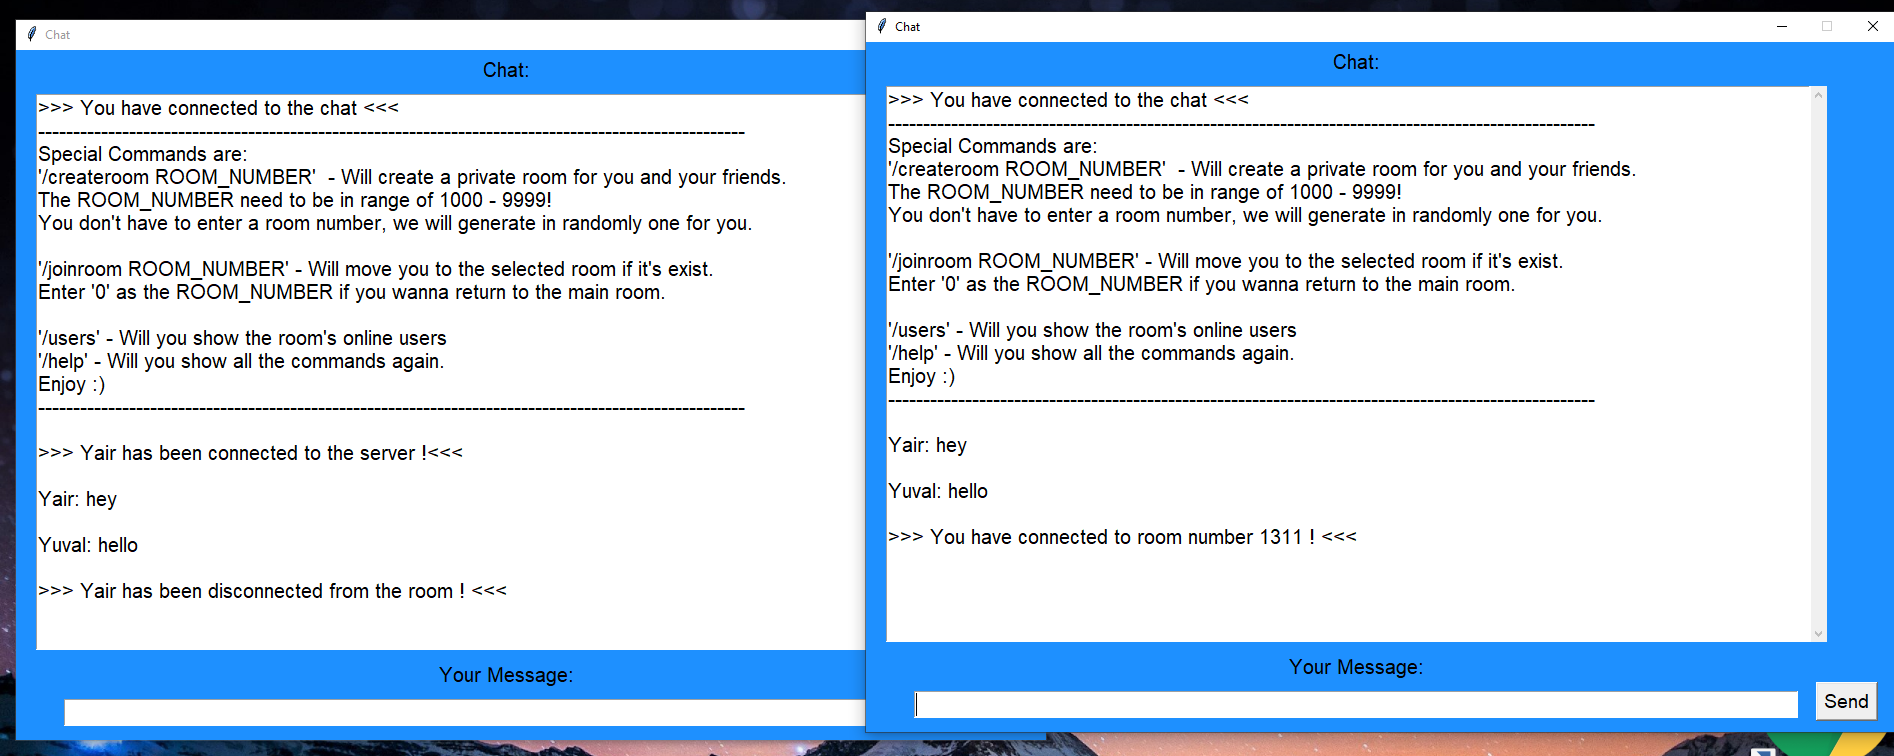 Chat
Chat:
>>> You have connected to the chat <<<
-----------------------------------------------------------------------------------------------------
Special Commands are:
'/createroom ROOM_NUMBER'  - Will create a private room for you and your friends.
The ROOM_NUMBER need to be in range of 1000 - 9999!
You don't have to enter a room number, we will generate in randomly one for you.
'/joinroom ROOM_NUMBER' - Will move you to the selected room if it's exist.
Enter '0' as the ROOM_NUMBER if you wanna return to the main room.
'/users' - Will you show the room's online users
'/help' - Will you show all the commands again.
Enjoy :)
-----------------------------------------------------------------------------------------------------
>>> Yair has been connected to the server !<<<
Yair: hey
Yuval: hello
>>> Yair has been disconnected from the room ! <<<
Your Message:
Chat
Chat:
>>> You have connected to the chat <<<
-----------------------------------------------------------------------------------------------------
Special Commands are:
'/createroom ROOM_NUMBER'  - Will create a private room for you and your friends.
The ROOM_NUMBER need to be in range of 1000 - 9999!
You don't have to enter a room number, we will generate in randomly one for you.
'/joinroom ROOM_NUMBER' - Will move you to the selected room if it's exist.
Enter '0' as the ROOM_NUMBER if you wanna return to the main room.
'/users' - Will you show the room's online users
'/help' - Will you show all the commands again.
Enjoy :)
-----------------------------------------------------------------------------------------------------
Yair: hey
Yuval: hello
>>> You have connected to room number 1311 ! <<<
Your Message:
Send